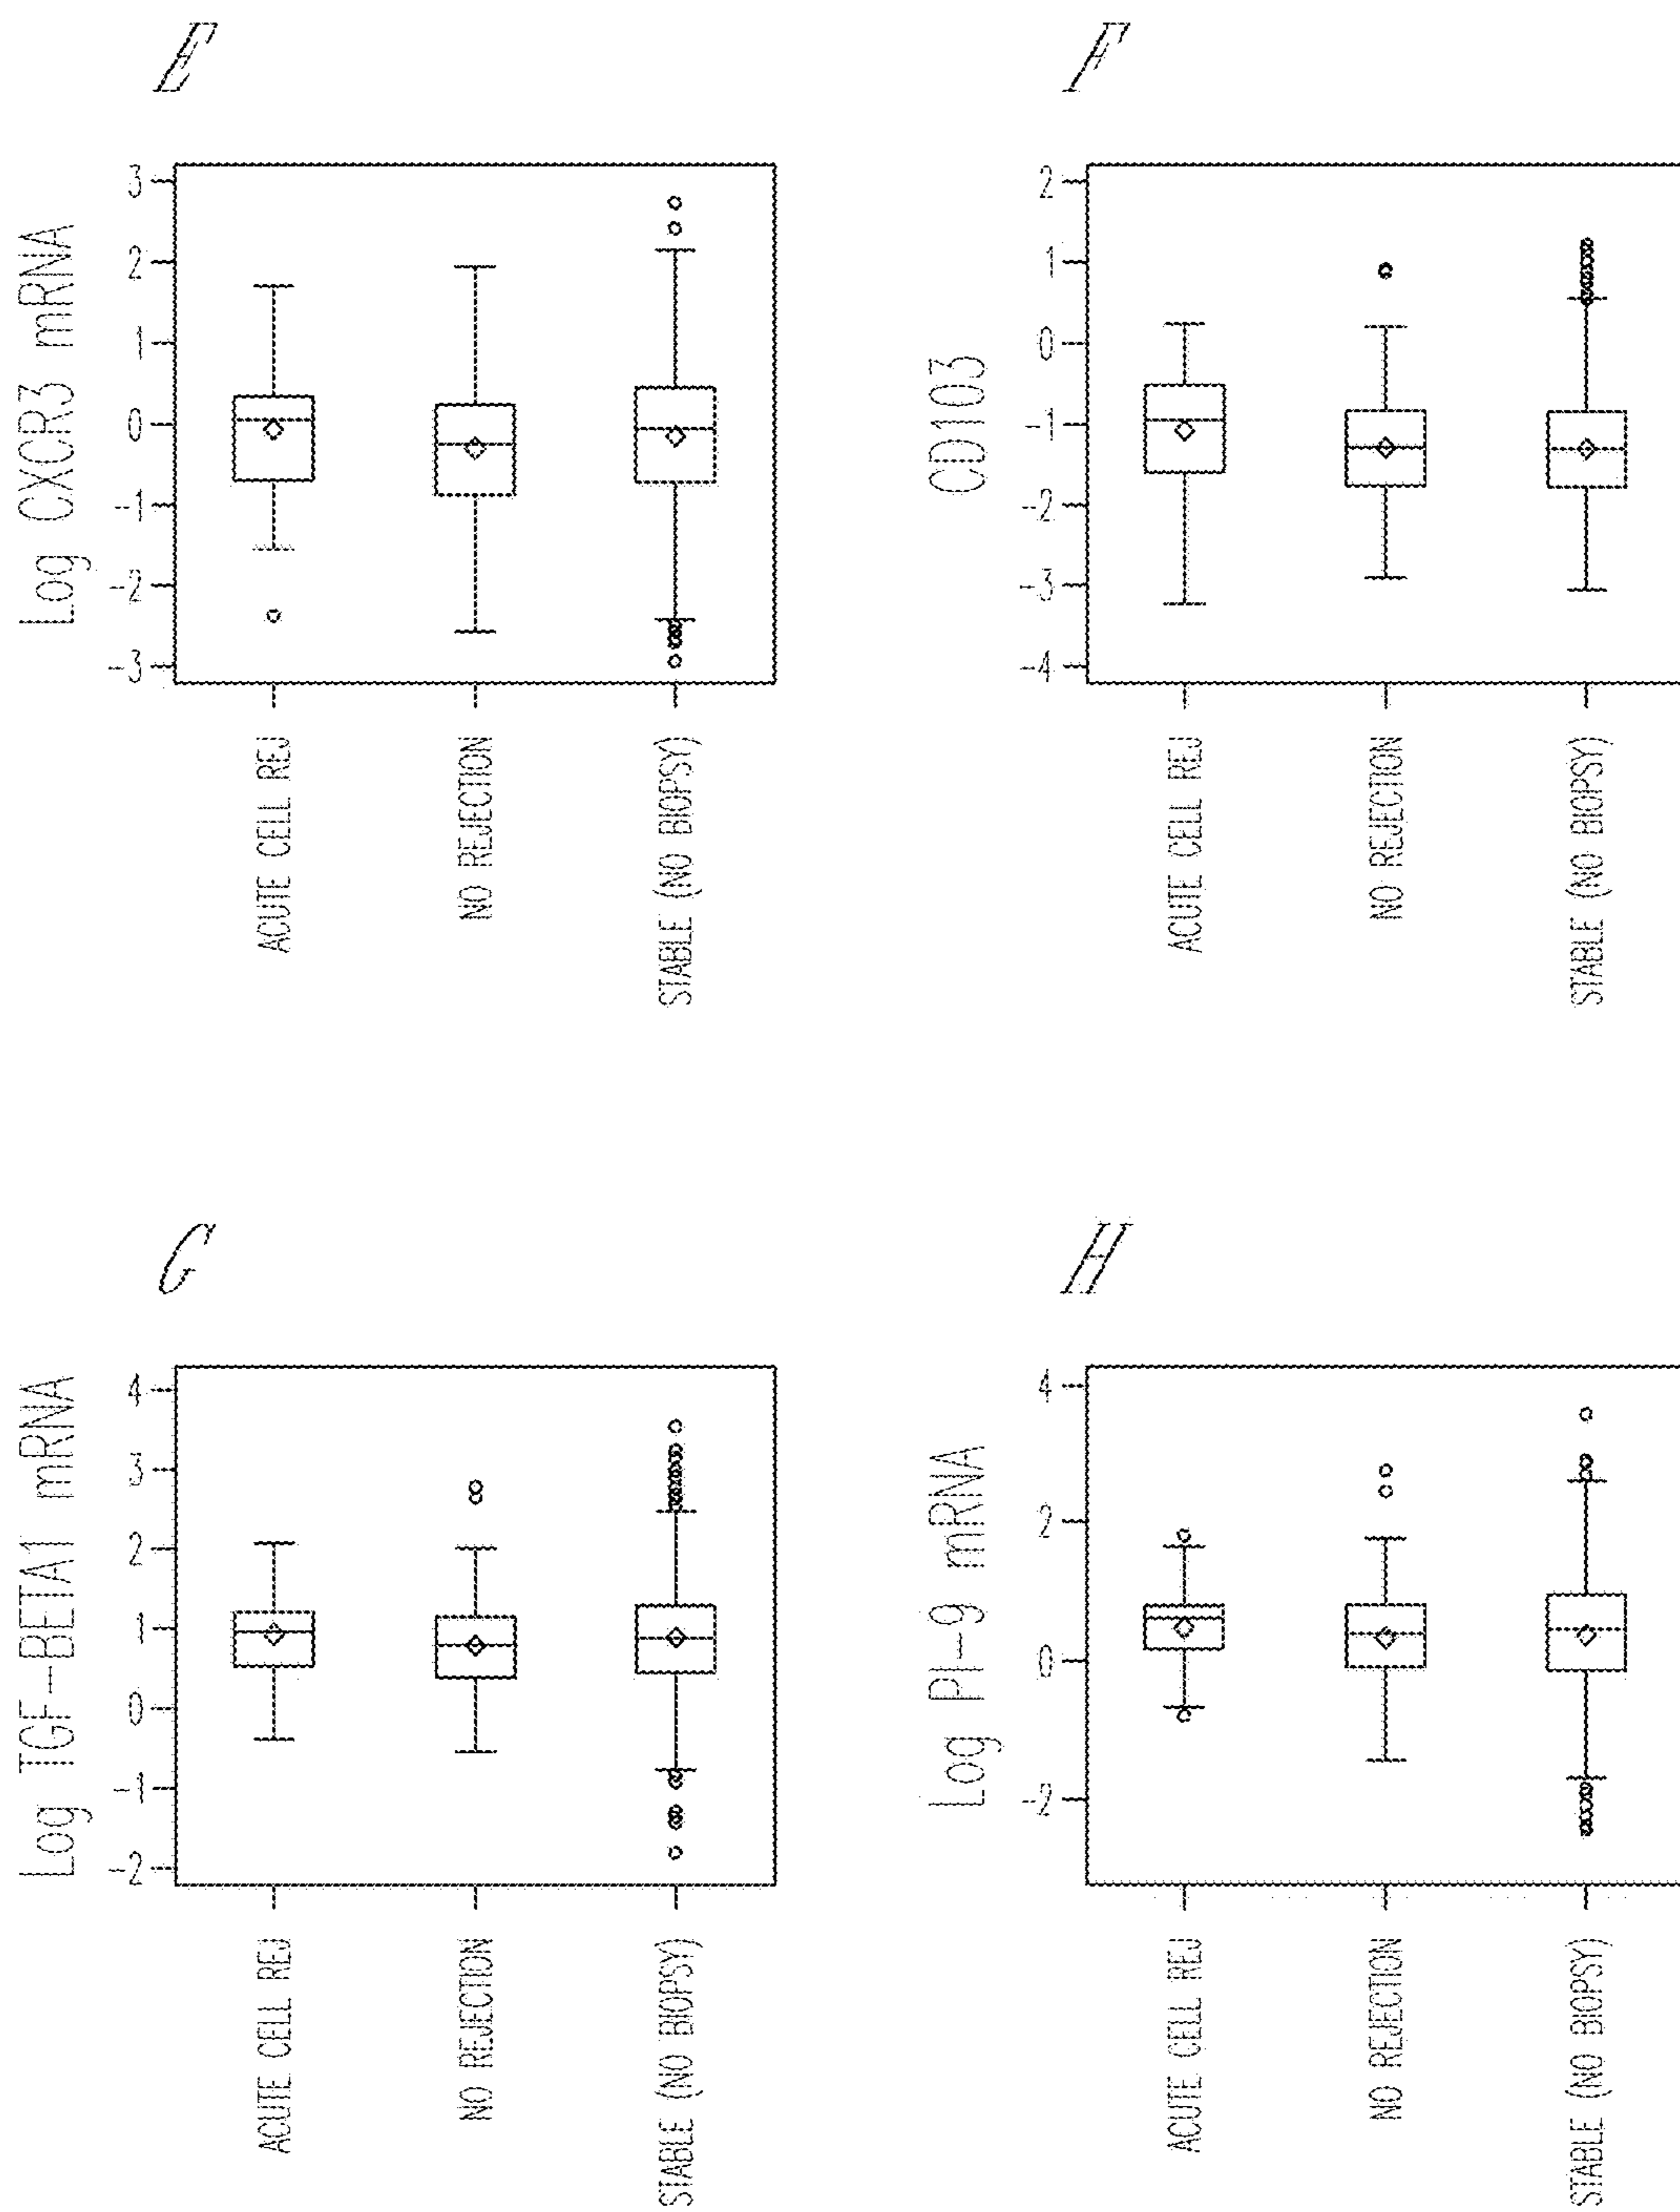 E
Log CXCR3 mRNA
3
2
1
0
-1
-2
-3
ACUTE CELL REJ
NO REJECTION
STABLE (NO BIOPSY)
F
CD103
2
1
0
-1
-2
-3
-4
ACUTE CELL REJ
NO REJECTION
STABLE (NO BIOPSY)
G
Log TGF-BETA1 mRNA
4
3
2
1
0
-1
-2
ACUTE CELL REJ
NO REJECTION
STABLE (NO BIOPSY)
H
Log PI-9 mRNA
4
2
0
-2
ACUTE CELL REJ
NO REJECTION
STABLE (NO BIOPSY)